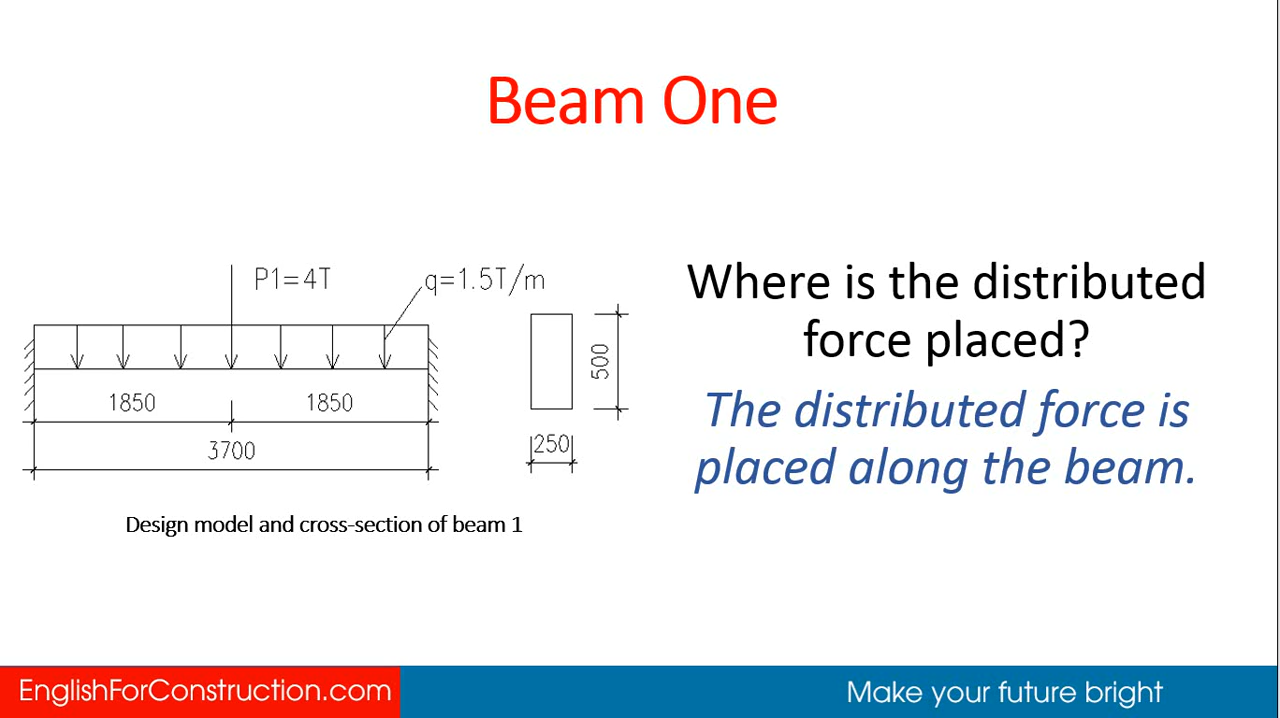 Beam One
P1=4T
q=1.5T/m
1850
1850
3700
500
250
Design model and cross-section of beam 1
Where is the distributed
force placed?
The distributed force is
placed along the beam.
EnglishForConstruction.com
Make your future bright